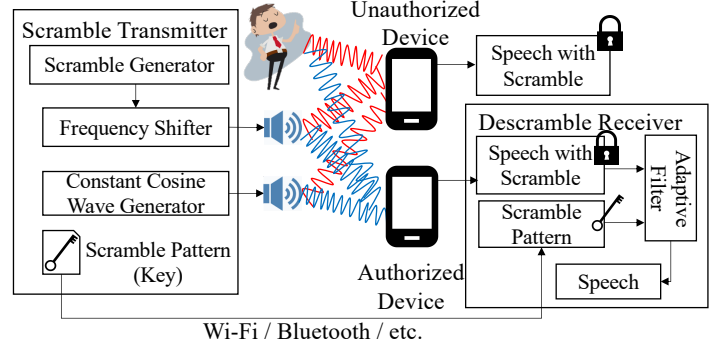 Scramble Transmitter
Scramble Generator
Frequency Shifter
Constant Cosine
Wave Generator
Scramble Pattern
(Key)
Unauthorized
Device
Speech with
Scramble
Descramble Receiver
Speech with
Scramble
Scramble
Pattern
Adaptive
Filter
Speech
Authorized
Device
Wi-Fi / Bluetooth / etc.